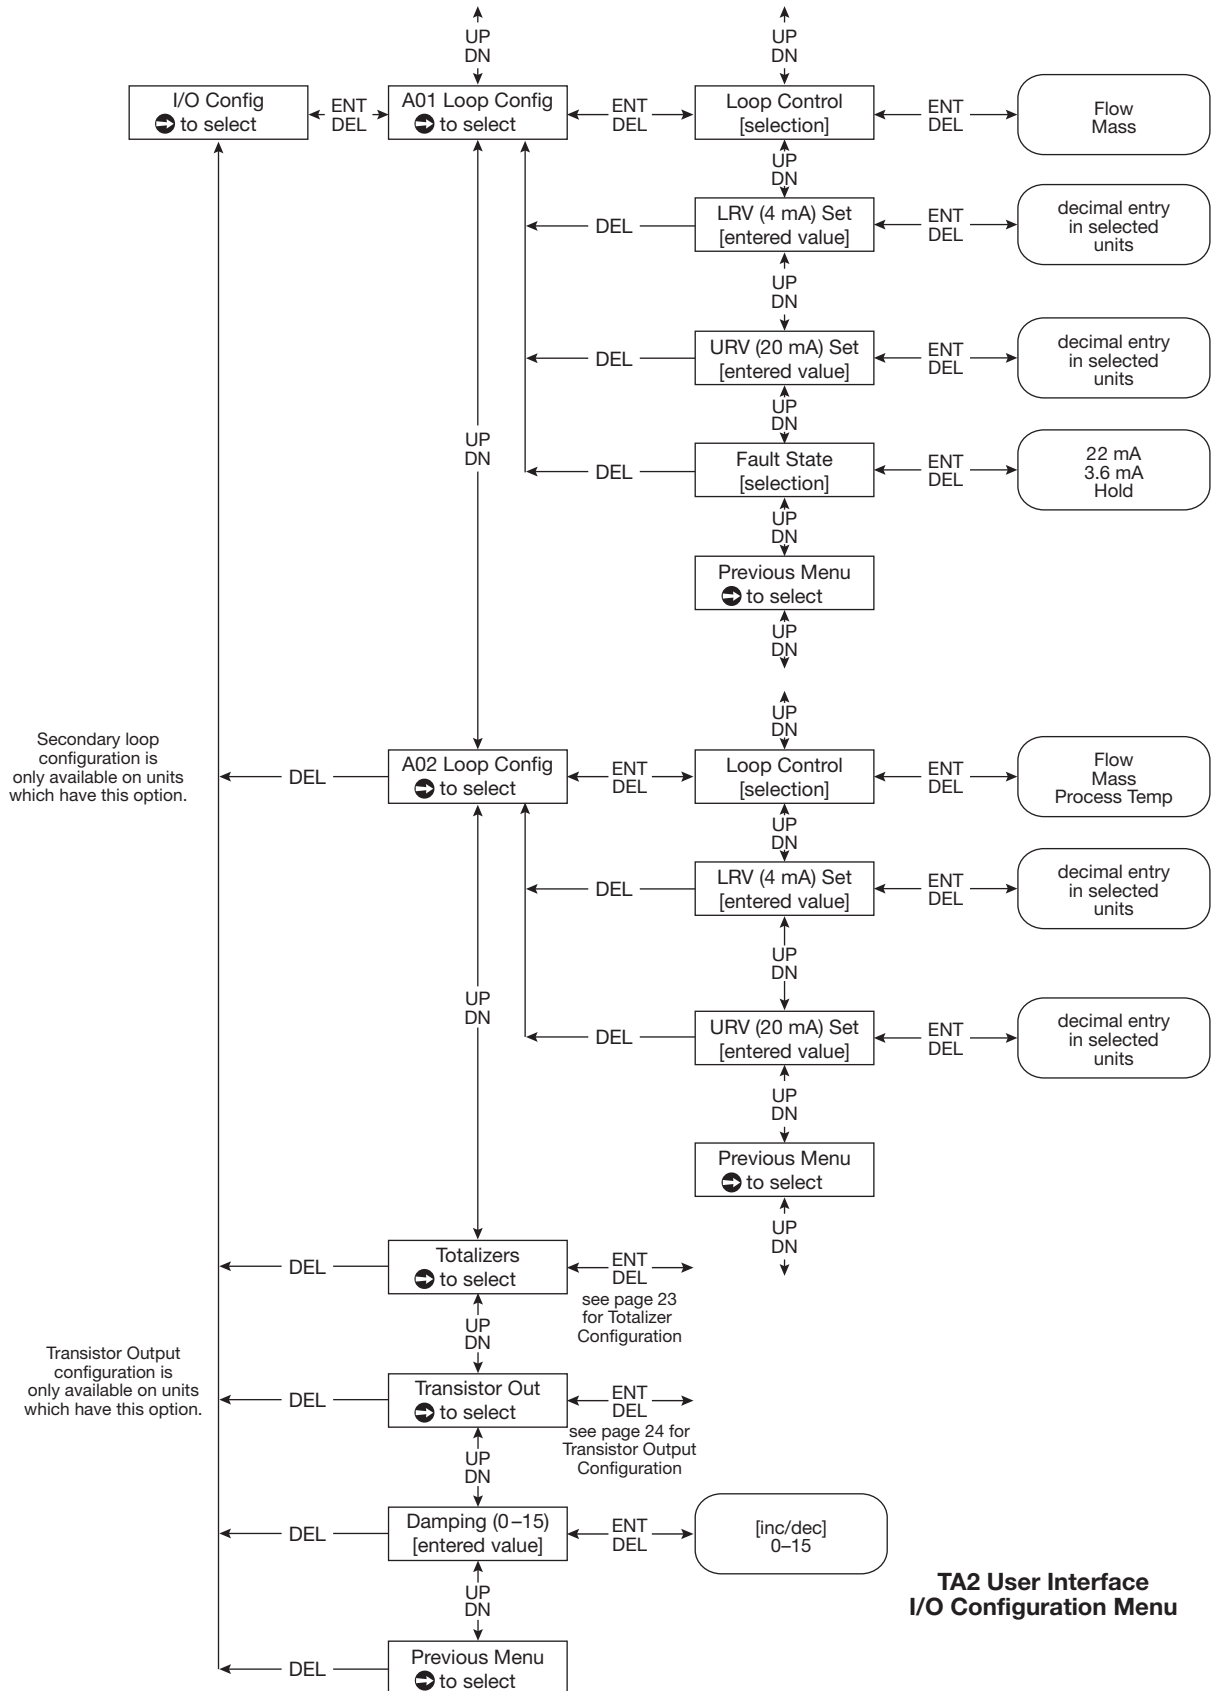 UP
DN
UP
DN
I/O Config
to select
ENT
DEL
A01 Loop Config
to select
ENT
DEL
Loop Control
[selection]
ENT
DEL
Flow
Mass
UP
DN
DEL
LRV (4 mA) Set
[entered value]
ENT
DEL
decimal entry
in selected
units
UP
DN
DEL
URV (20 mA) Set
[entered value]
ENT
DEL
decimal entry
in selected
units
UP
DN
UP
DN
DEL
Fault State
[selection]
ENT
DEL
22 mA
3.6 mA
Hold
UP
DN
Previous Menu
to select
UP
DN
UP
DN
Secondary loop
configuration is
only available on units
which have this option.
DEL
A02 Loop Config
to select
ENT
DEL
Loop Control
[selection]
ENT
DEL
Flow
Mass
Process Temp
UP
DN
DEL
LRV (4 mA) Set
[entered value]
ENT
DEL
decimal entry
in selected
units
UP
DN
UP
DN
DEL
URV (20 mA) Set
[entered value]
ENT
DEL
decimal entry
in selected
units
UP
DN
Previous Menu
to select
UP
DN
DEL
Totalizers
to select
ENT
DEL
see page 23
for Totalizer
Configuration
UP
DN
Transistor Output
configuration is
only available on units
which have this option.
DEL
Transistor Out
to select
ENT
DEL
see page 24 for
Transistor Output
Configuration
UP
DN
DEL
Damping (0–15)
[entered value]
ENT
DEL
[inc/dec]
0–15
UP
DN
DEL
Previous Menu
to select
TA2 User Interface
I/O Configuration Menu